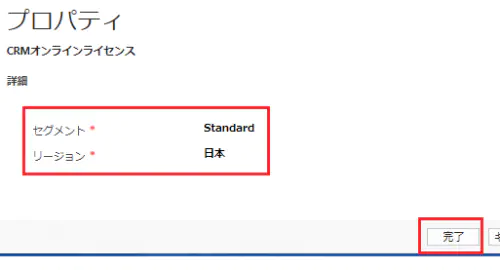 プロパティ
CRMオンラインライセンス
詳細
セグメント * Standard
リージョン * 日本
完了 キ